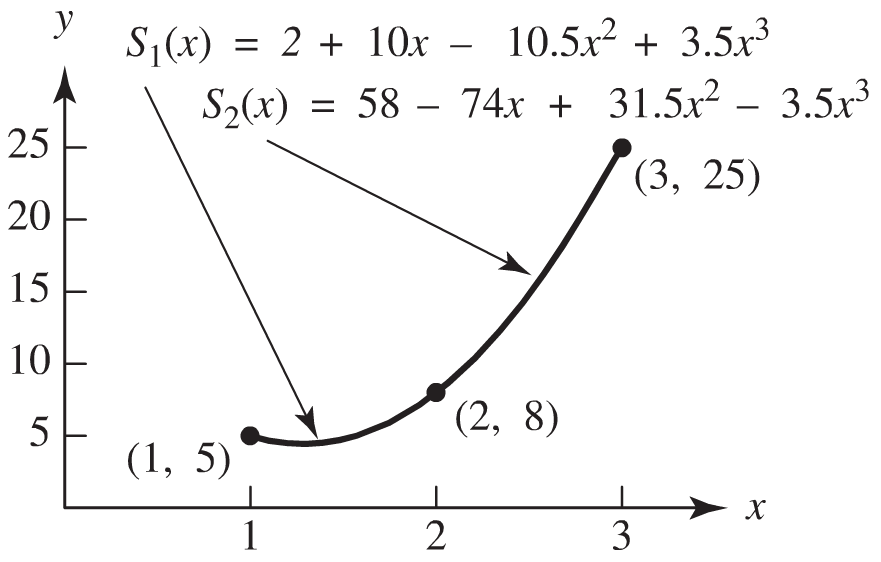 y
S₁(x) = 2 + 10x – 10.5x² + 3.5x³
S₂(x) = 58 – 74x + 31.5x² – 3.5x³
25
(3, 25)
20
15
10
(2, 8)
5
(1, 5)
x
1 2 3